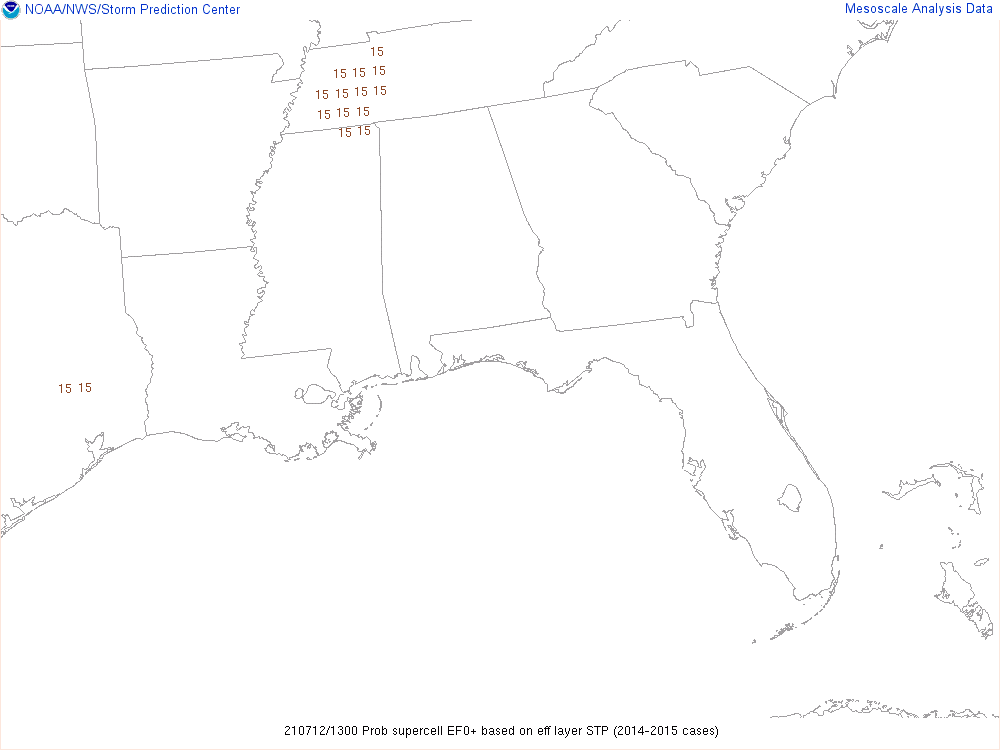 NOAA/NWS/Storm Prediction Center
Mesoscale Analysis Data
15
15 15 15
15 15 15 15
15 15 15
15 15
15 15
210712/1300 Prob supercell EF0+ based on eff layer STP (2014-2015 cases)